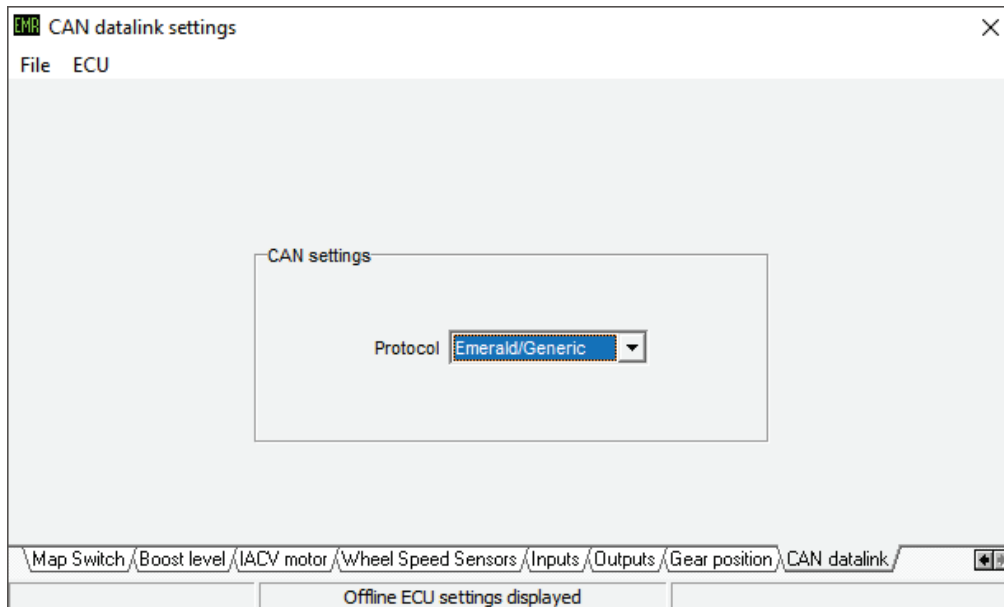 EMR CAN datalink settings
File ECU
CAN settings
Protocol Emerald/Generic
Map Switch Boost level IACV motor Wheel Speed Sensors Inputs Outputs Gear position CAN datalink
Offline ECU settings displayed